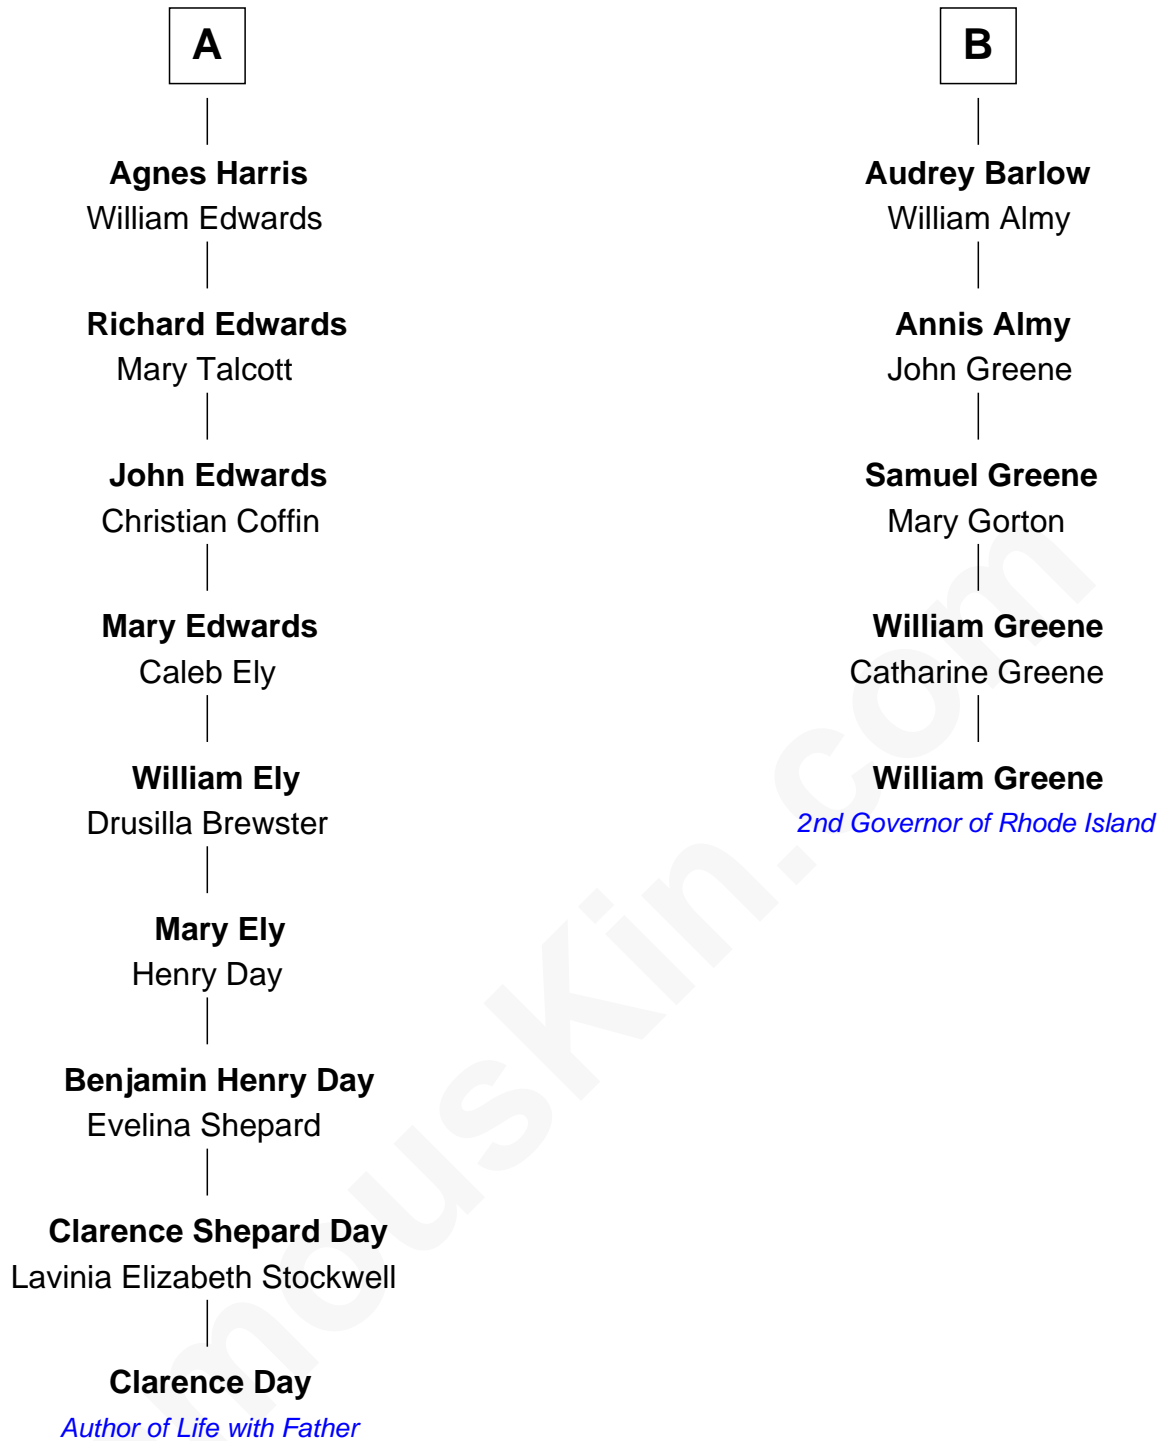 A
Agnes Harris
William Edwards
Richard Edwards
Mary Talcott
John Edwards
Christian Coffin
Mary Edwards
Caleb Ely
William Ely
Drusilla Brewster
Mary Ely
Henry Day
Benjamin Henry Day
Evelina Shepard
Clarence Shepard Day
Lavinia Elizabeth Stockwell
Clarence Day
Author of Life with Father
B
Audrey Barlow
William Almy
Annis Almy
John Greene
Samuel Greene
Mary Gorton
William Greene
Catharine Greene
William Greene
2nd Governor of Rhode Island
mousKin.com